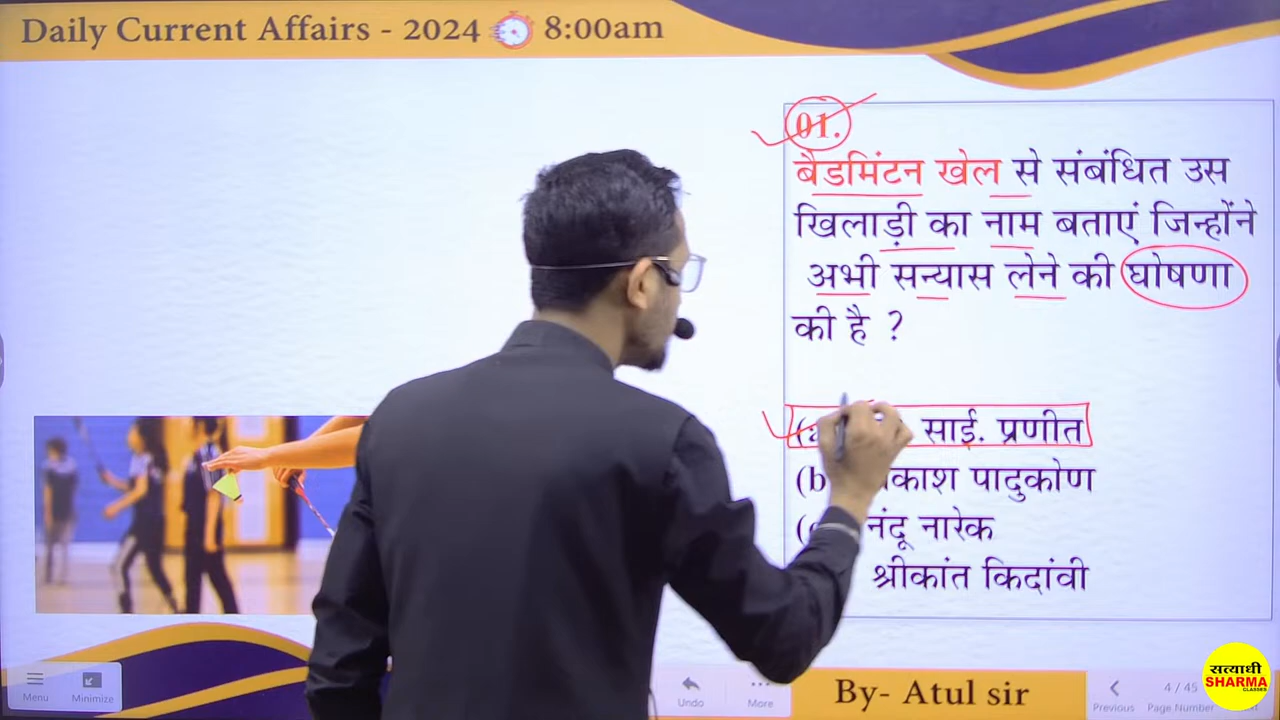 Daily Current Affairs - 2024 8:00am
01.
बैडमिंटन खेल से संबंधित उस
खिलाड़ी का नाम बताएं जिन्होंने
अभी सन्यास लेने की घोषणा
की है ?
साई. प्रणीत
(b पादुकोण
नंदू नारेक
श्रीकांत किदांवी
Menu
Minimize
Undo
More
By- Atul sir
Previous
4 / 45
Page Number
सत्यार्थी
SHARMA
CLASSES